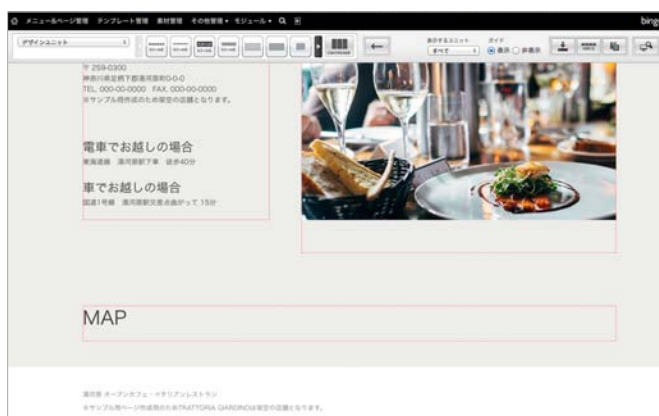 メニュー&ページ管理 テンプレート管理 素材管理 その他管理 モジュール
bingo
デザインユニット
表示するユニット ガイド
すべて 表示 非表示
〒259-0300
神奈川県足柄下郡湯河原町0-0-0
TEL. 000-00-0000 FAX. 000-00-0000
※サンプル用作成のため架空の店舗となります。
電車でお越しの場合
東海道線 湯河原駅下車 徒歩40分
車でお越しの場合
国道1号線 湯河原駅交差点曲がって 15分
MAP
湯河原 オープンカフェ・イタリアンレストラン
※サンプル用ページ作成用のためTRATTORIA GIARDINOは架空の店舗となります。